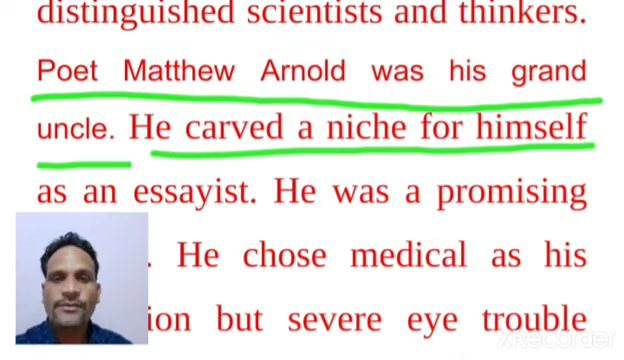 distinguished scientists and thinkers.
Poet Matthew Arnold was his grand
uncle. He carved a niche for himself
as an essayist. He was a promising
. He chose medical as his
ion but severe eye trouble
XRecorder